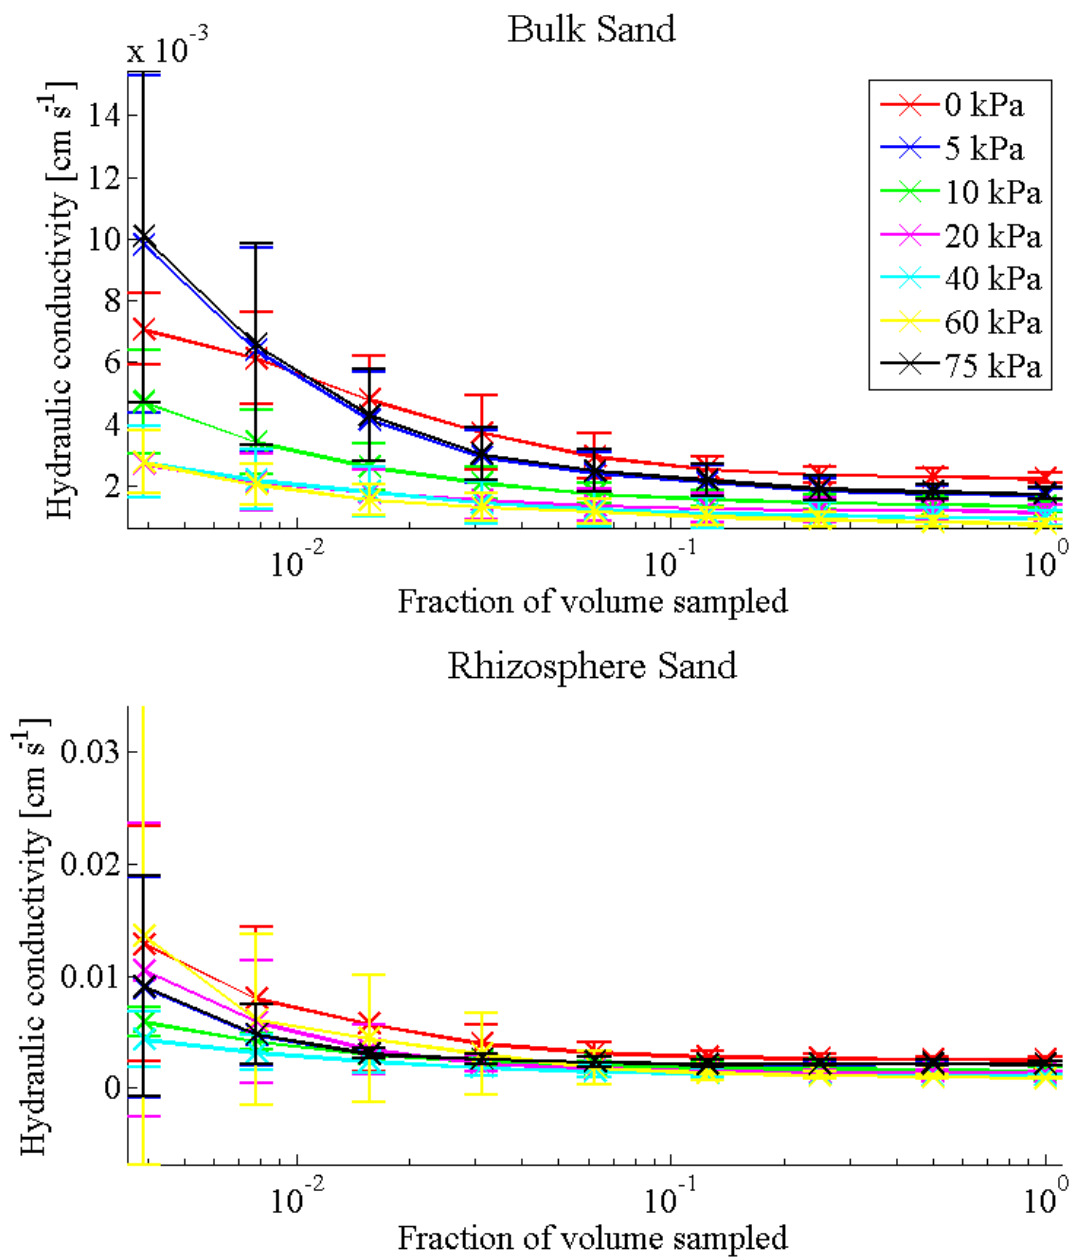 Bulk Sand
x 10-3
14
12
10
8
6
4
2
Hydraulic conductivity [cm s-1]
0 kPa
5 kPa
10 kPa
20 kPa
40 kPa
60 kPa
75 kPa
10-2
10-1
100
Fraction of volume sampled
Rhizosphere Sand
0.03
0.02
0.01
0
Hydraulic conductivity [cm s-1]
10-2
10-1
100
Fraction of volume sampled